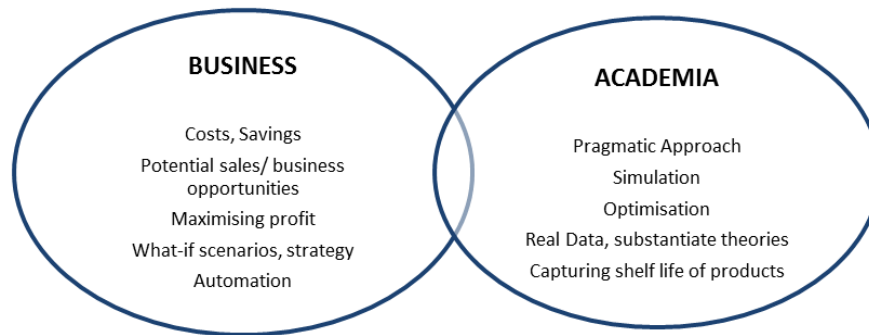 BUSINESS
Costs, Savings
Potential sales/ business
opportunities
Maximising profit
What-if scenarios, strategy
Automation
ACADEMIA
Pragmatic Approach
Simulation
Optimisation
Real Data, substantiate theories
Capturing shelf life of products